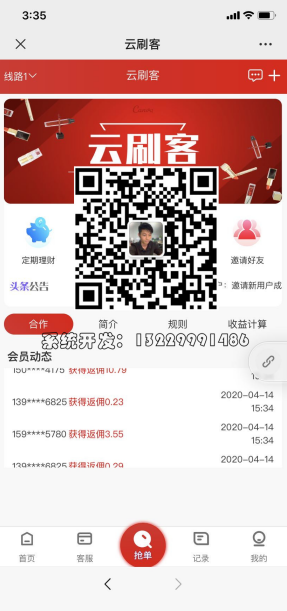 3:35
云刷客
线路1
云刷客
云刷客
定期理财
邀请好友
头条公告
P：邀请新用户成
合作
简介
规则
收益计算
系统开发：13229991486
会员动态
150****4175 获得返佣10.79
15:34
139****6825 获得返佣0.23
2020-04-14
15:34
159****5780 获得返佣3.55
2020-04-14
15:34
139****6825 获得返佣0.29
2020-04-14
首页
客服
抢单
记录
我的